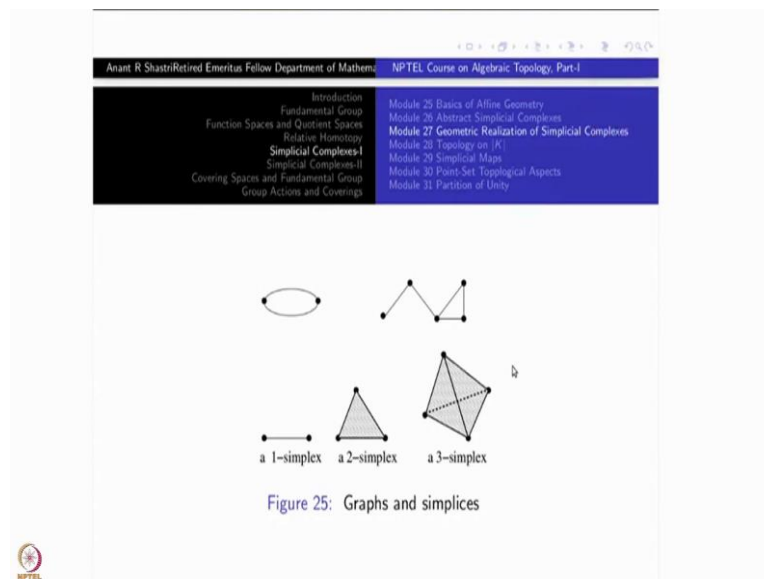 Anant R ShastriRetired Emeritus Fellow Department of Mathema
NPTEL Course on Algebraic Topology, Part-I
Introduction
Fundamental Group
Function Spaces and Quotient Spaces
Relative Homotopy
Simplicial Complexes-I
Simplicial Complexes-II
Covering Spaces and Fundamental Group
Group Actions and Coverings
Module 25 Basics of Affine Geometry
Module 26 Abstract Simplicial Complexes
Module 27 Geometric Realization of Simplicial Complexes
Module 28 Topology on |K|
Module 29 Simplicial Maps
Module 30 Point-Set Topplogical Aspects
Module 31 Partition of Unity
a 1-simplex a 2-simplex a 3-simplex
Figure 25: Graphs and simplices
NPTEL